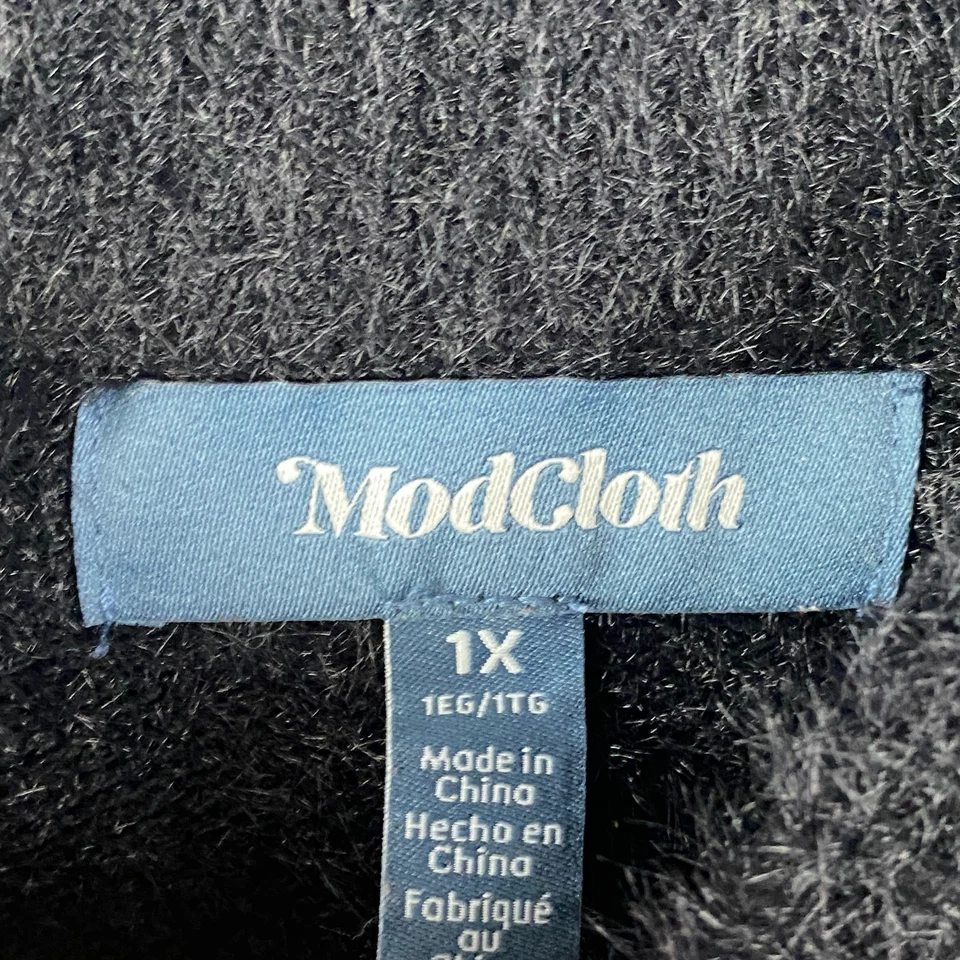 ModCloth
1X
1EG/1TG
Made in
China
Hecho en
China
Fabriqué
au